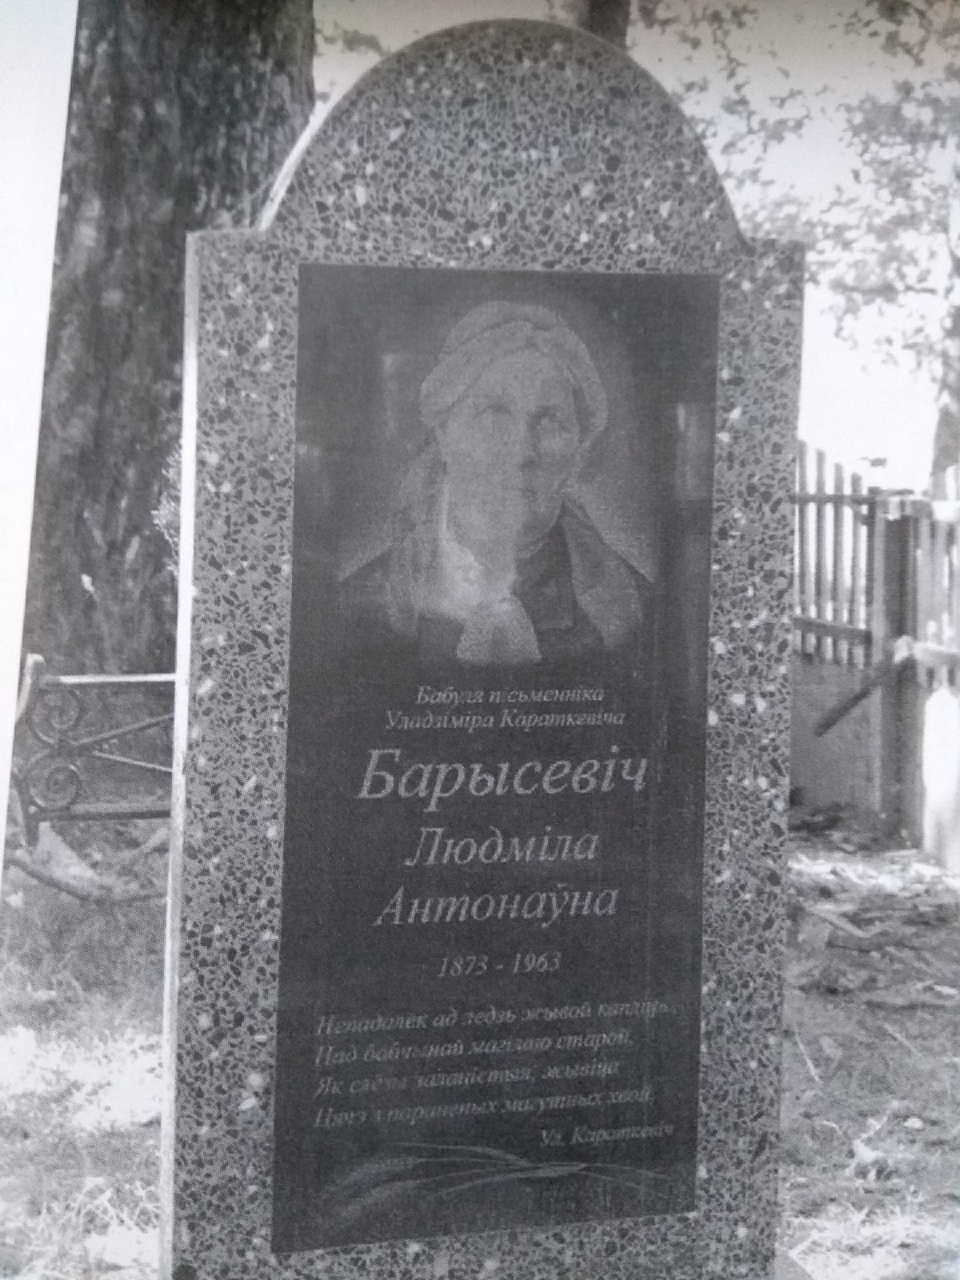 Бабуля пісьменніка
Уладзіміра Караткевіча
Барысевіч
Людміла
Антонаўна
1873 - 1963
Непадалёк ад ледзь жывой капліцы,
Над бабчынай магілаю старой,
Як слёзы залацістыя, жывіца
Цячэ з параненых магутных хвой.
Ул. Караткевіч